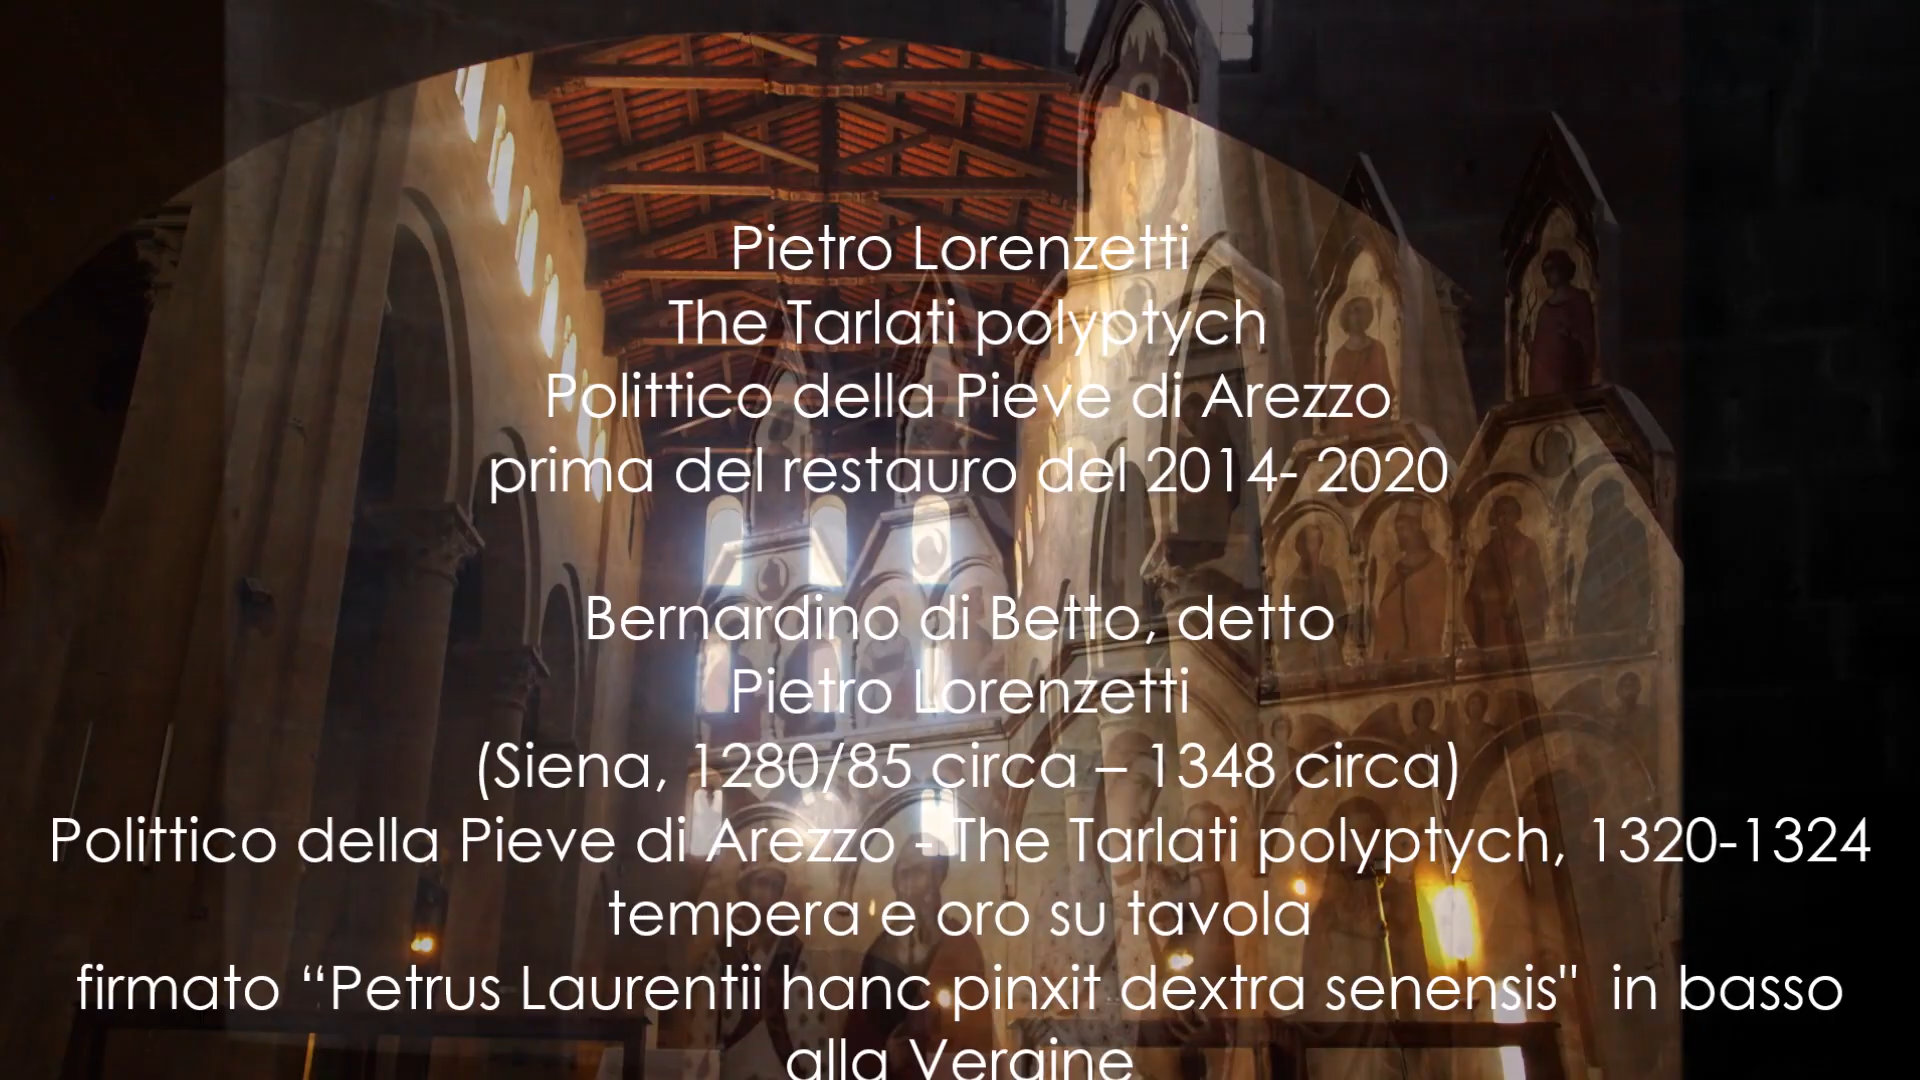 Pietro Lorenzetti
The Tarlati polyptych
Polittico della Pieve di Arezzo
prima del restauro del 2014- 2020
Bernardino di Betto, detto
Pietro Lorenzetti
(Siena, 1280/85 circa – 1348 circa)
Polittico della Pieve di Arezzo - The Tarlati polyptych, 1320-1324
tempera e oro su tavola
firmato “Petrus Laurentii hanc pinxit dextra senensis"  in basso
alla Vergine